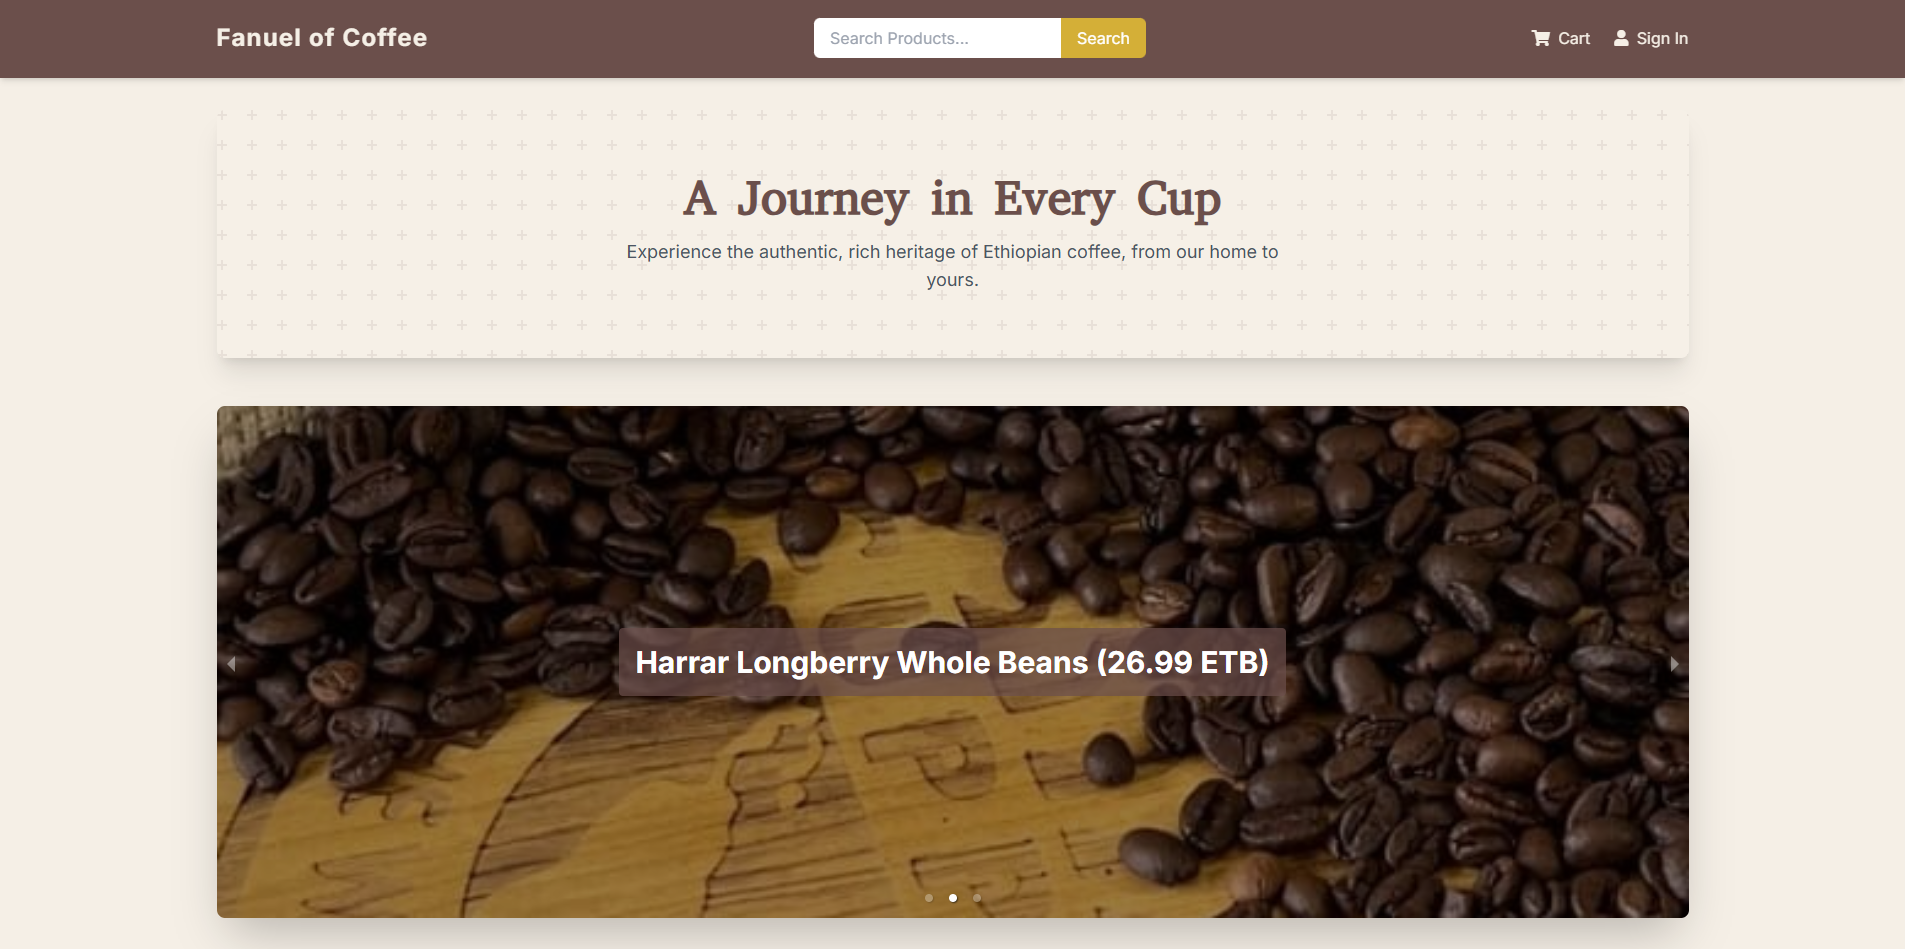 Fanuel of Coffee
Search Products...
Search
Cart
Sign In
A Journey in Every Cup
Experience the authentic, rich heritage of Ethiopian coffee, from our home to
yours.
Harrar Longberry Whole Beans (26.99 ETB)